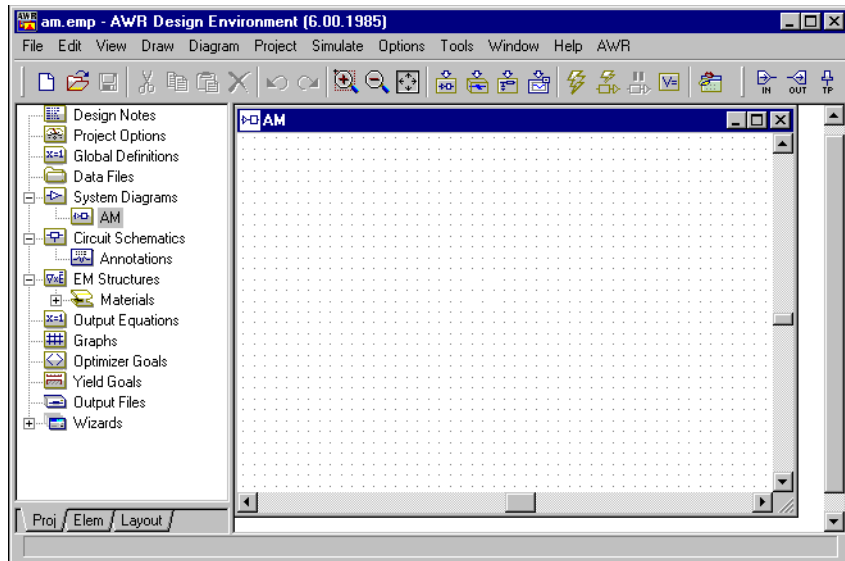 am.emp - AWR Design Environment (6.00.1985)
File Edit View Draw Diagram Project Simulate Options Tools Window Help AWR
IN OUT TP
Design Notes
Project Options
Global Definitions
Data Files
System Diagrams
AM
Circuit Schematics
Annotations
EM Structures
Materials
Output Equations
Graphs
Optimizer Goals
Yield Goals
Output Files
Wizards
AM
Proj Elem Layout